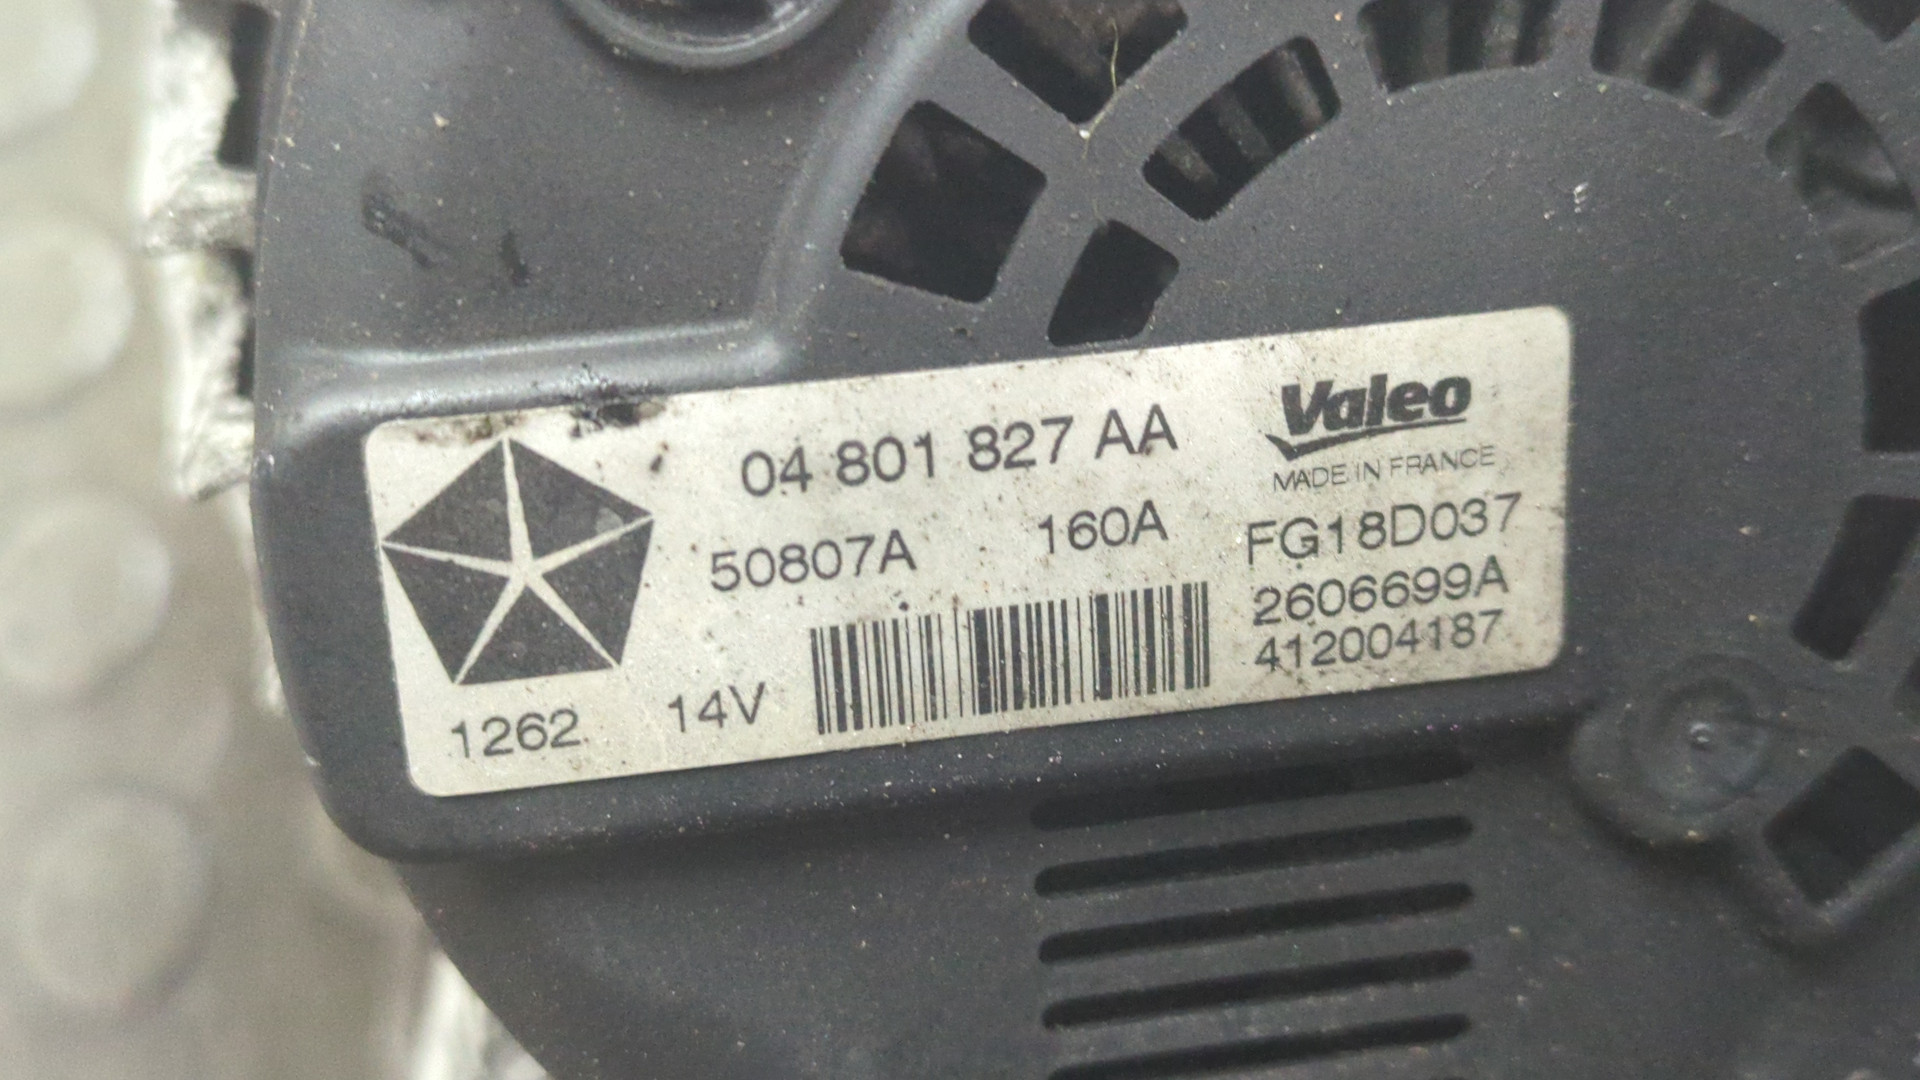 04 801 827 AA
Valeo
MADE IN FRANCE
50807A 160A FG18D037
2606699A
412004187
1262 14V